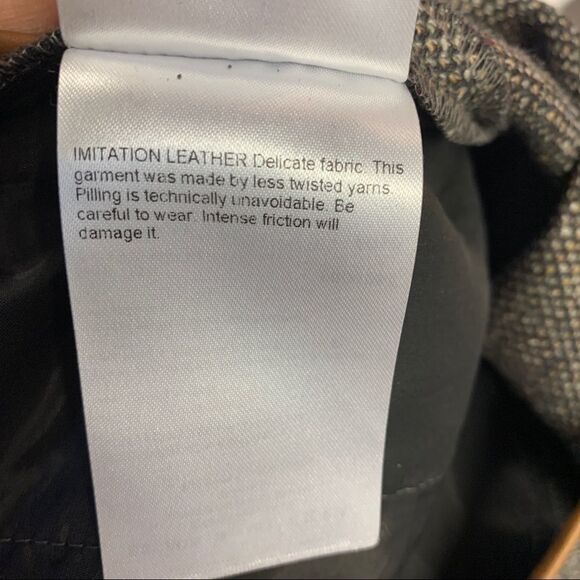 IMITATION LEATHER Delicate fabric. This
garment was made by less twisted yarns.
Pilling is technically unavoidable. Be
careful to wear. Intense friction will
damage it.